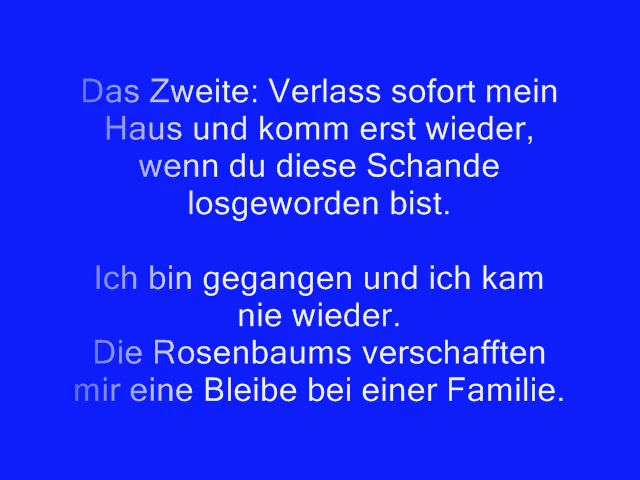 Das Zweite: Verlass sofort mein
Haus und komm erst wieder,
wenn du diese Schande
losgeworden bist.
Ich bin gegangen und ich kam
nie wieder.
Die Rosenbaums verschafften
mir eine Bleibe bei einer Familie.